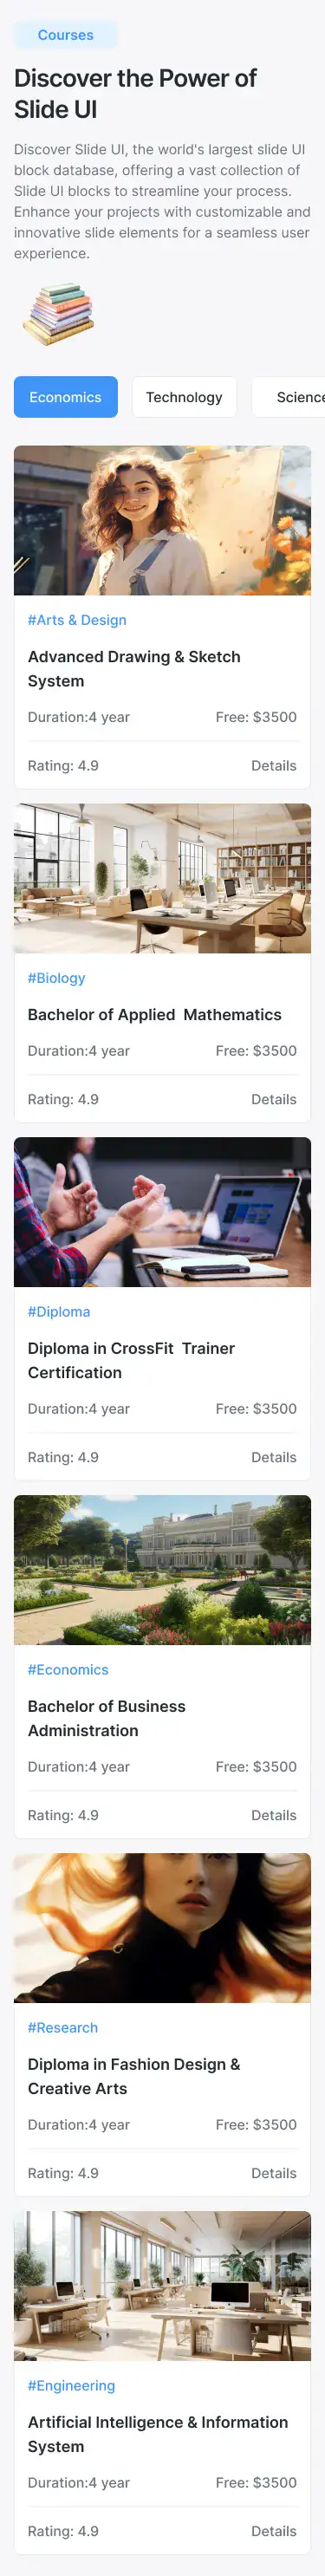 Courses
Discover the Power of
Slide UI
Discover Slide UI, the world's largest slide UI
block database, offering a vast collection of
Slide UI blocks to streamline your process.
Enhance your projects with customizable and
innovative slide elements for a seamless user
experience.
Economics Technology Science
#Arts & Design
Advanced Drawing & Sketch
System
Duration:4 year Free: $3500
Rating: 4.9 Details
#Biology
Bachelor of Applied  Mathematics
Duration:4 year Free: $3500
Rating: 4.9 Details
#Diploma
Diploma in CrossFit  Trainer
Certification
Duration:4 year Free: $3500
Rating: 4.9 Details
#Economics
Bachelor of Business
Administration
Duration:4 year Free: $3500
Rating: 4.9 Details
#Research
Diploma in Fashion Design &
Creative Arts
Duration:4 year Free: $3500
Rating: 4.9 Details
#Engineering
Artificial Intelligence & Information
System
Duration:4 year Free: $3500
Rating: 4.9 Details